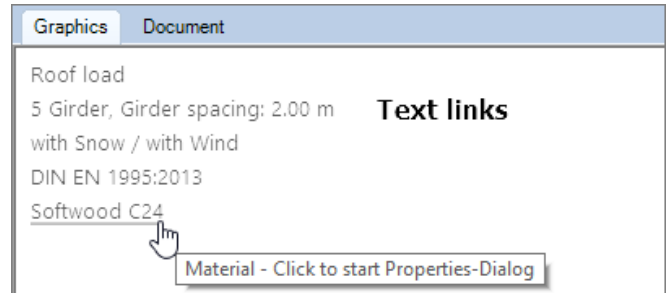 Graphics Document
Roof load
5 Girder, Girder spacing: 2.00 m Text links
with Snow / with Wind
DIN EN 1995:2013
Softwood C24
Material - Click to start Properties-Dialog